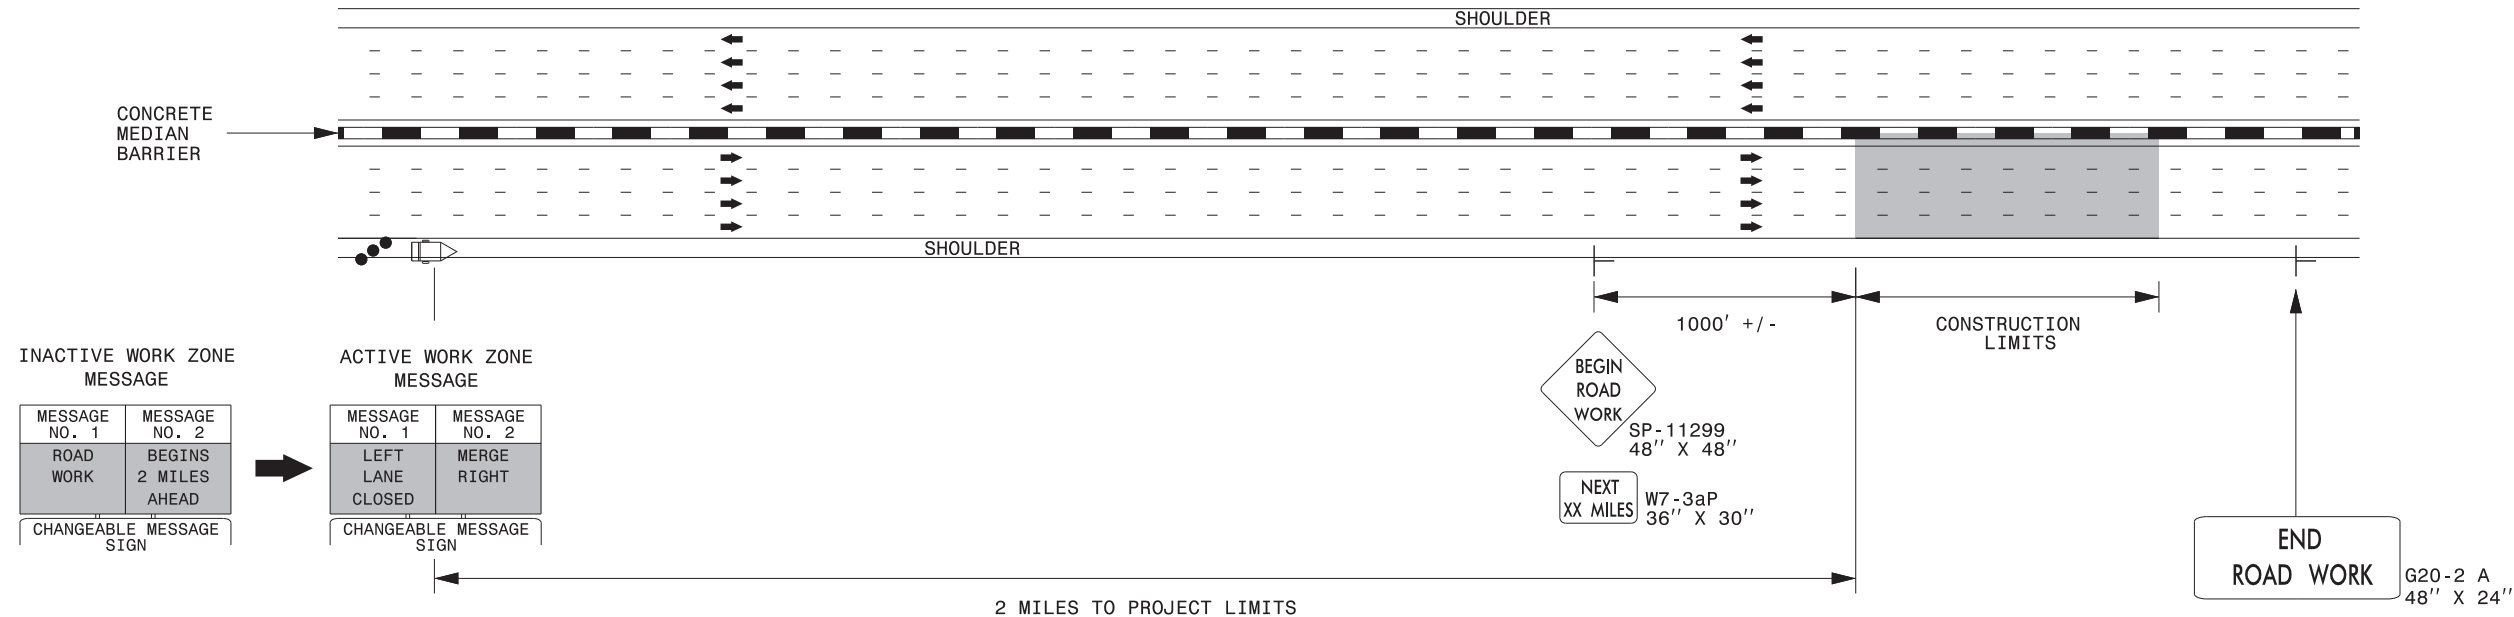 SHOULDER
CONCRETE
MEDIAN
BARRIER
SHOULDER
1000' +/-
CONSTRUCTION
LIMITS
INACTIVE WORK ZONE
MESSAGE
MESSAGE
NO. 1
MESSAGE
NO. 2
ROAD
WORK
BEGINS
2 MILES
AHEAD
CHANGEABLE MESSAGE
SIGN
ACTIVE WORK ZONE
MESSAGE
MESSAGE
NO. 1
MESSAGE
NO. 2
LEFT
LANE
CLOSED
MERGE
RIGHT
CHANGEABLE MESSAGE
SIGN
BEGIN
ROAD
WORK
SP-11299
48'' X 48''
NEXT
XX MILES
W7-3aP
36'' X 30''
END
ROAD WORK
G20-2 A
48'' X 24''
2 MILES TO PROJECT LIMITS